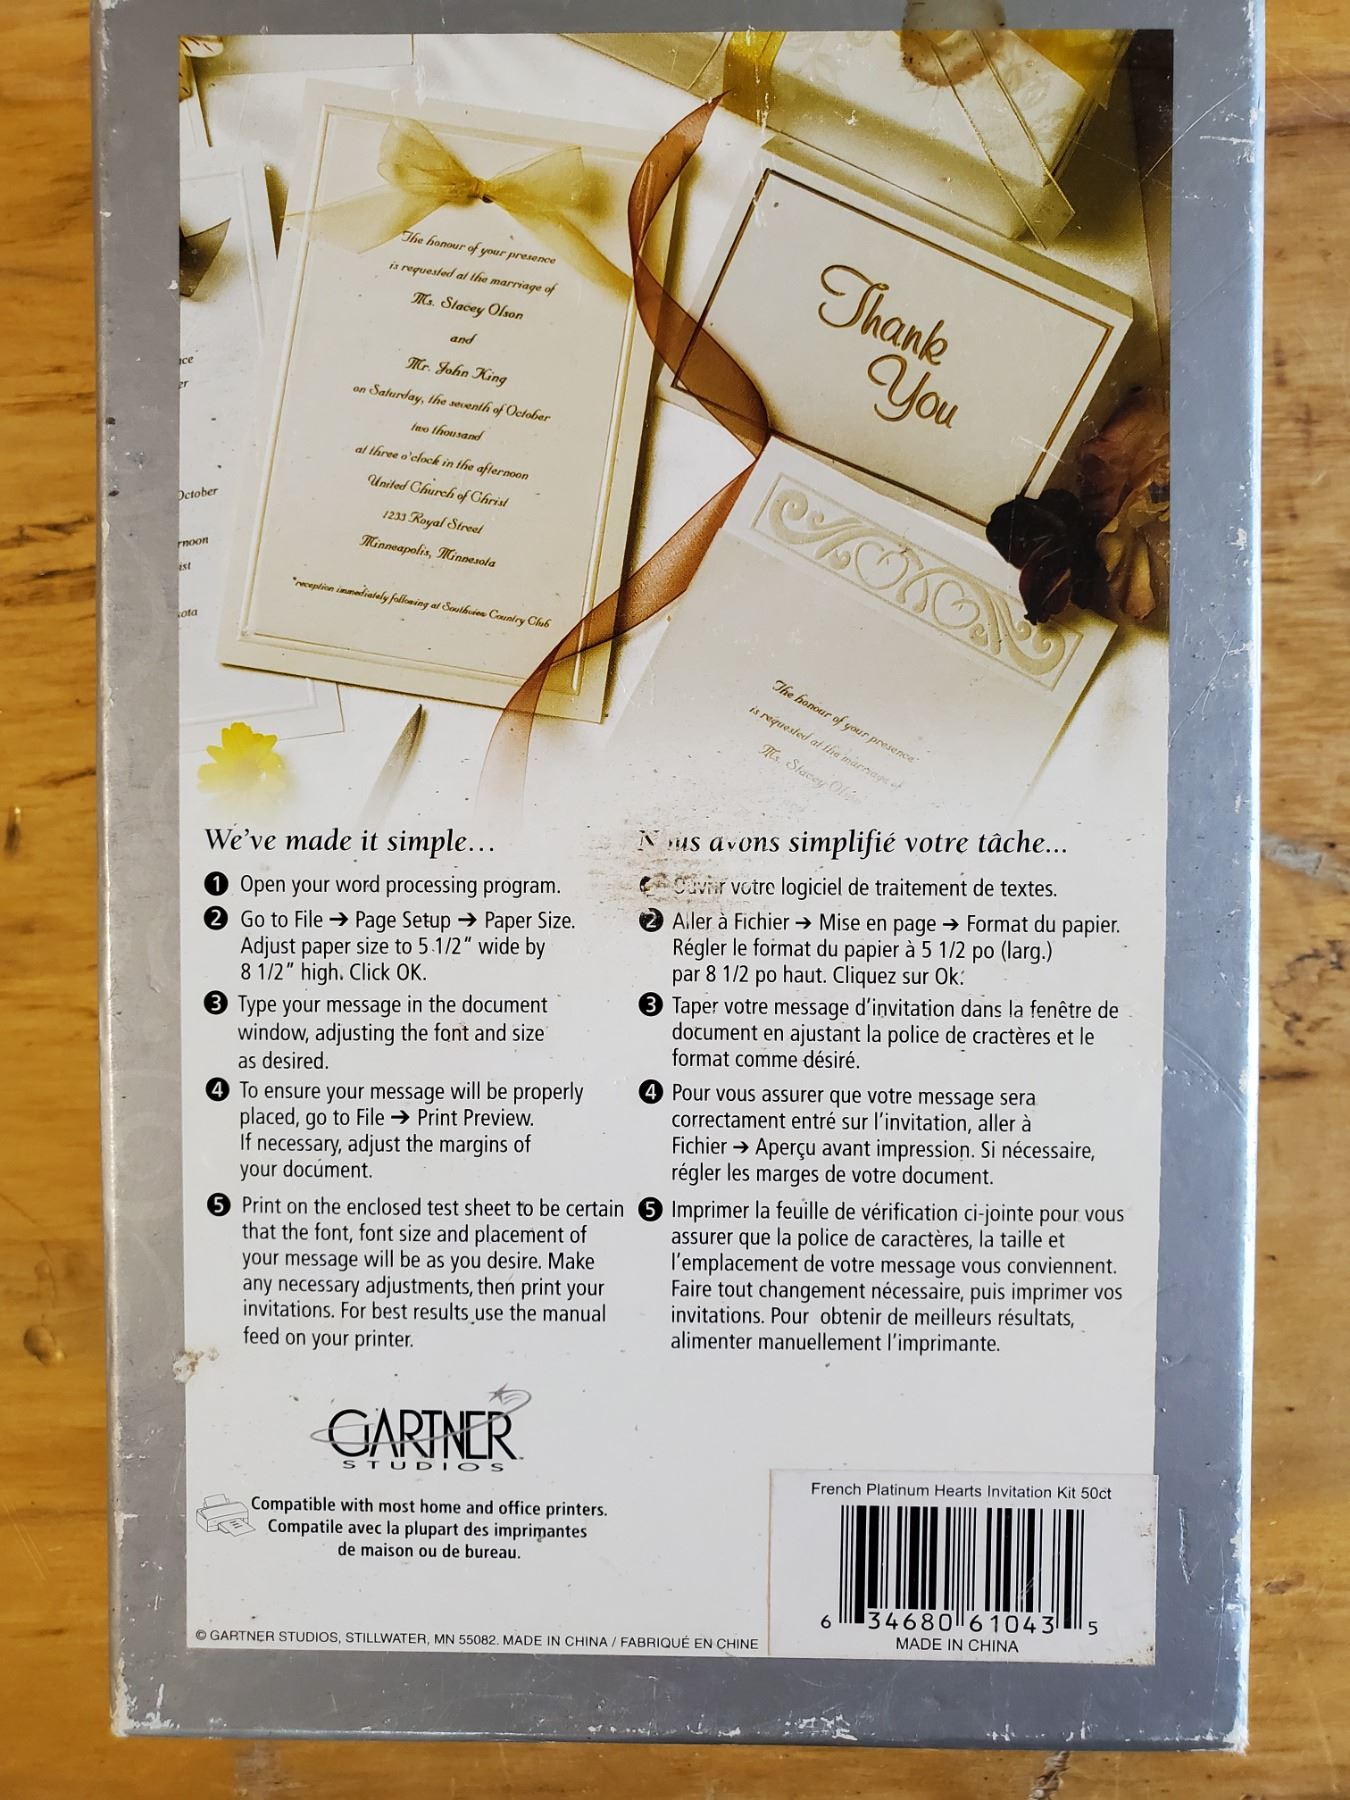 The honour of your presence
is requested at the marriage of
Ms. Stacey Olson
and
Mr. John King
on Saturday, the seventh of October
two thousand
at three o'clock in the afternoon
United Church of Christ
1233 Royal Street
Minneapolis, Minnesota
*reception immediately following at Southview Country Club
nce
er
October
rnoon
ist
sota
Thank
You
The honour of your presence
is requested at the marriage of
Ms. Stacey Olson
We've made it simple...
❶ Open your word processing program.
❷ Go to File → Page Setup → Paper Size.
Adjust paper size to 5 1/2" wide by
8 1/2" high. Click OK.
❸ Type your message in the document
window, adjusting the font and size
as desired.
❹ To ensure your message will be properly
placed, go to File → Print Preview.
If necessary, adjust the margins of
your document.
❺ Print on the enclosed test sheet to be certain
that the font, font size and placement of
your message will be as you desire. Make
any necessary adjustments, then print your
invitations. For best results use the manual
feed on your printer.
Nous avons simplifié votre tâche...
Ouvrir votre logiciel de traitement de textes.
❷ Aller à Fichier → Mise en page → Format du papier.
Régler le format du papier à 5 1/2 po (larg.)
par 8 1/2 po haut. Cliquez sur Ok.
❸ Taper votre message d'invitation dans la fenêtre de
document en ajustant la police de cractères et le
format comme désiré.
❹ Pour vous assurer que votre message sera
correctament entré sur l'invitation, aller à
Fichier → Aperçu avant impression. Si nécessaire,
régler les marges de votre document.
❺ Imprimer la feuille de vérification ci-jointe pour vous
assurer que la police de caractères, la taille et
l'emplacement de votre message vous conviennent.
Faire tout changement nécessaire, puis imprimer vos
invitations. Pour obtenir de meilleurs résultats,
alimenter manuellement l'imprimante.
GARTNER™
STUDIOS
Compatible with most home and office printers.
Compatile avec la plupart des imprimantes
de maison ou de bureau.
© GARTNER STUDIOS, STILLWATER, MN 55082. MADE IN CHINA / FABRIQUÉ EN CHINE
French Platinum Hearts Invitation Kit 50ct
6 34680 61043 5
MADE IN CHINA